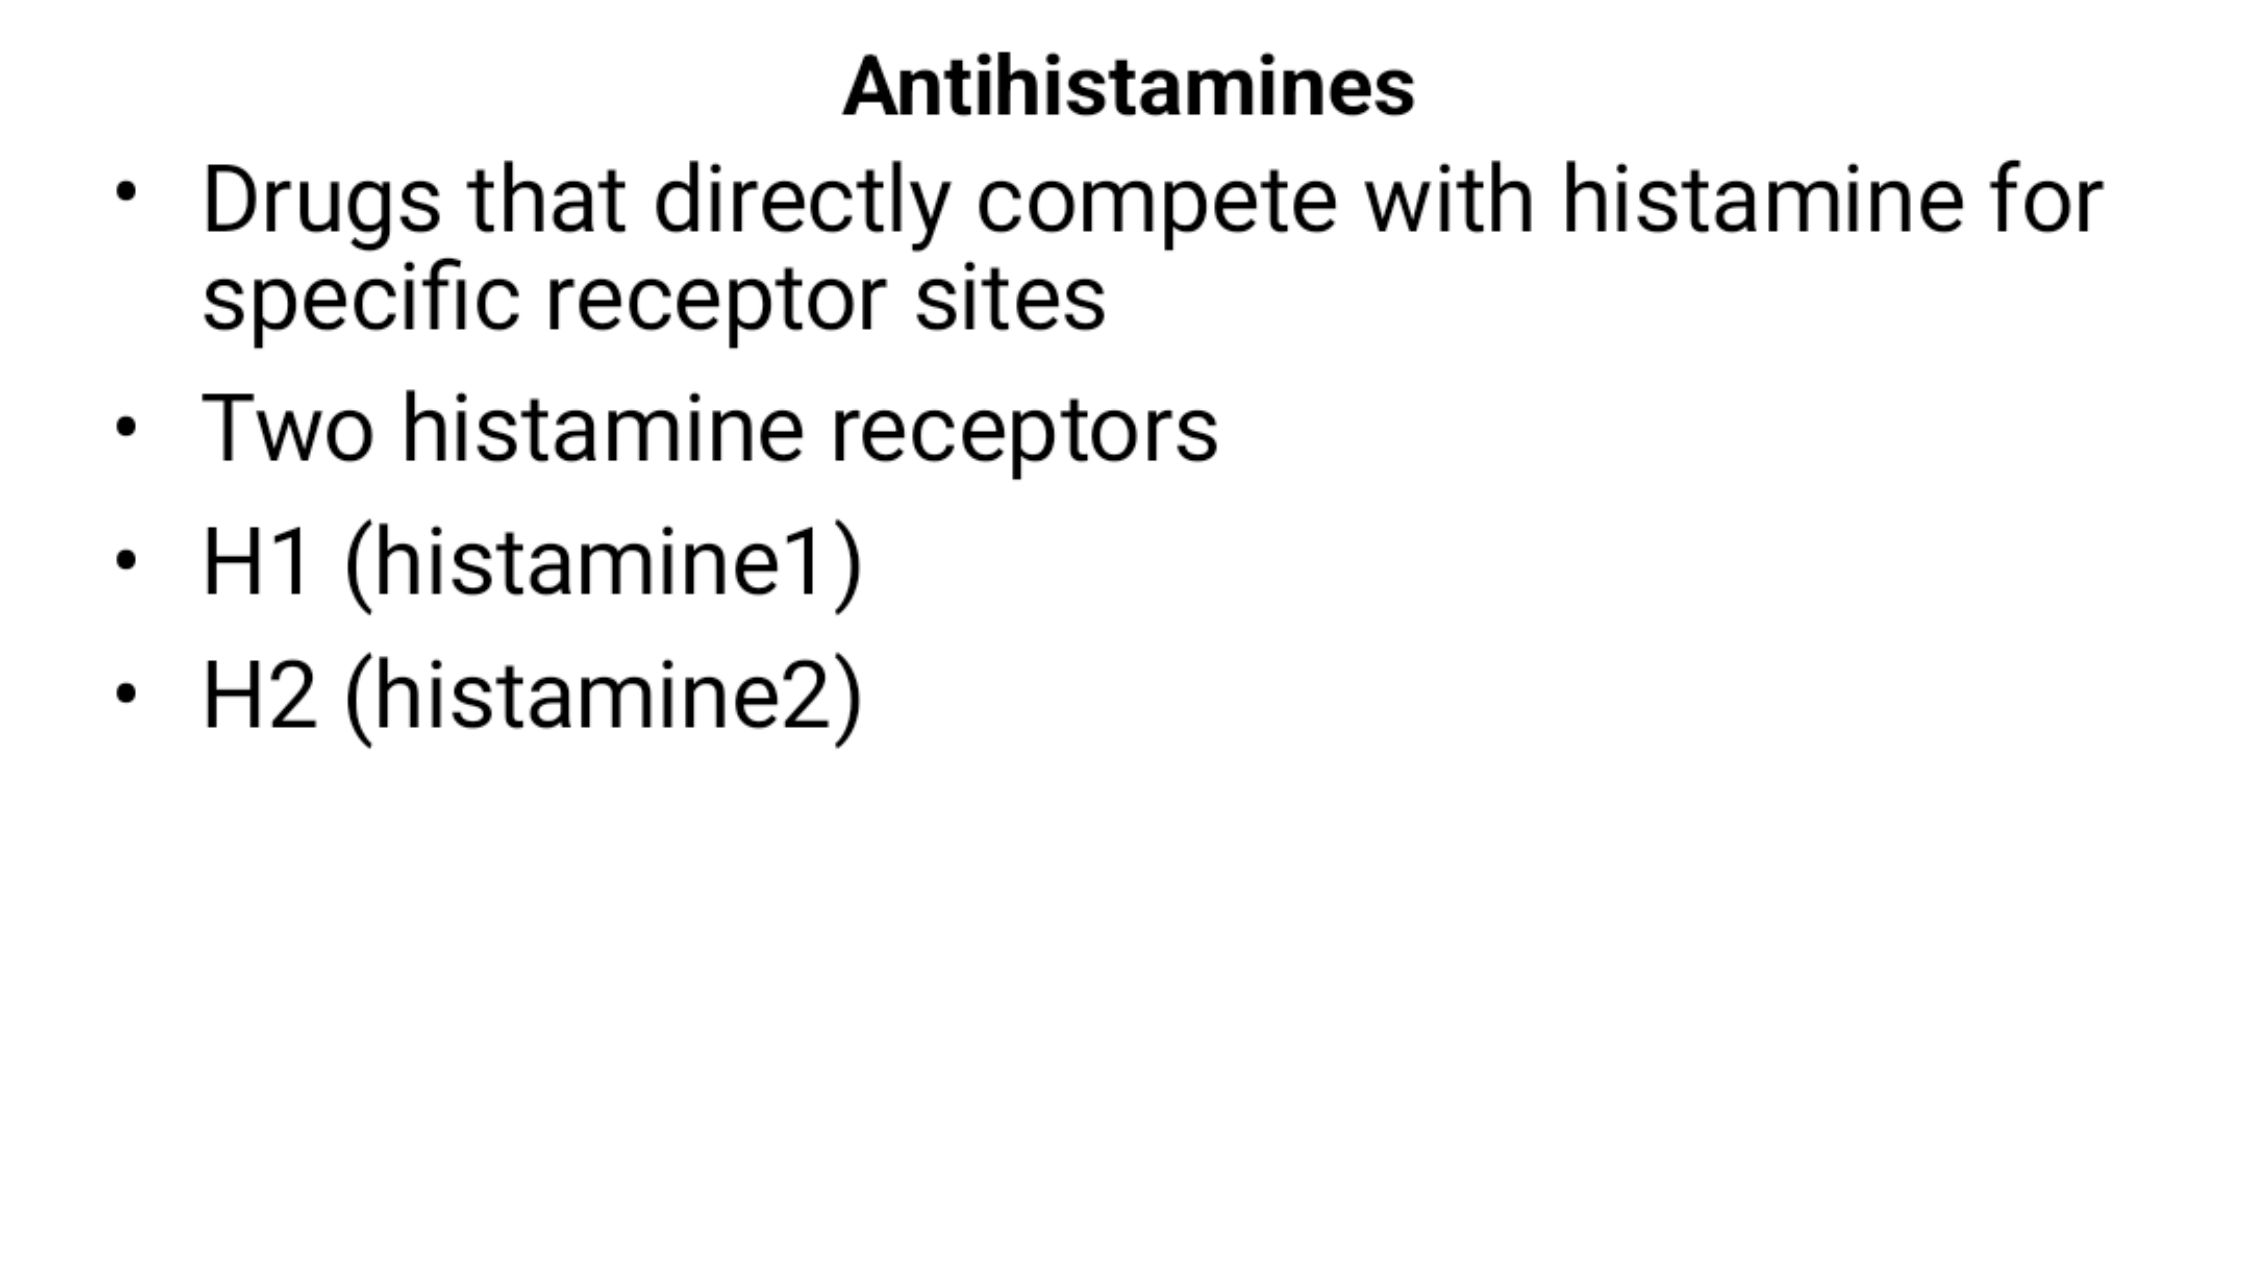 Antihistamines
• Drugs that directly compete with histamine for
specific receptor sites
• Two histamine receptors
• H1 (histamine1)
• H2 (histamine2)